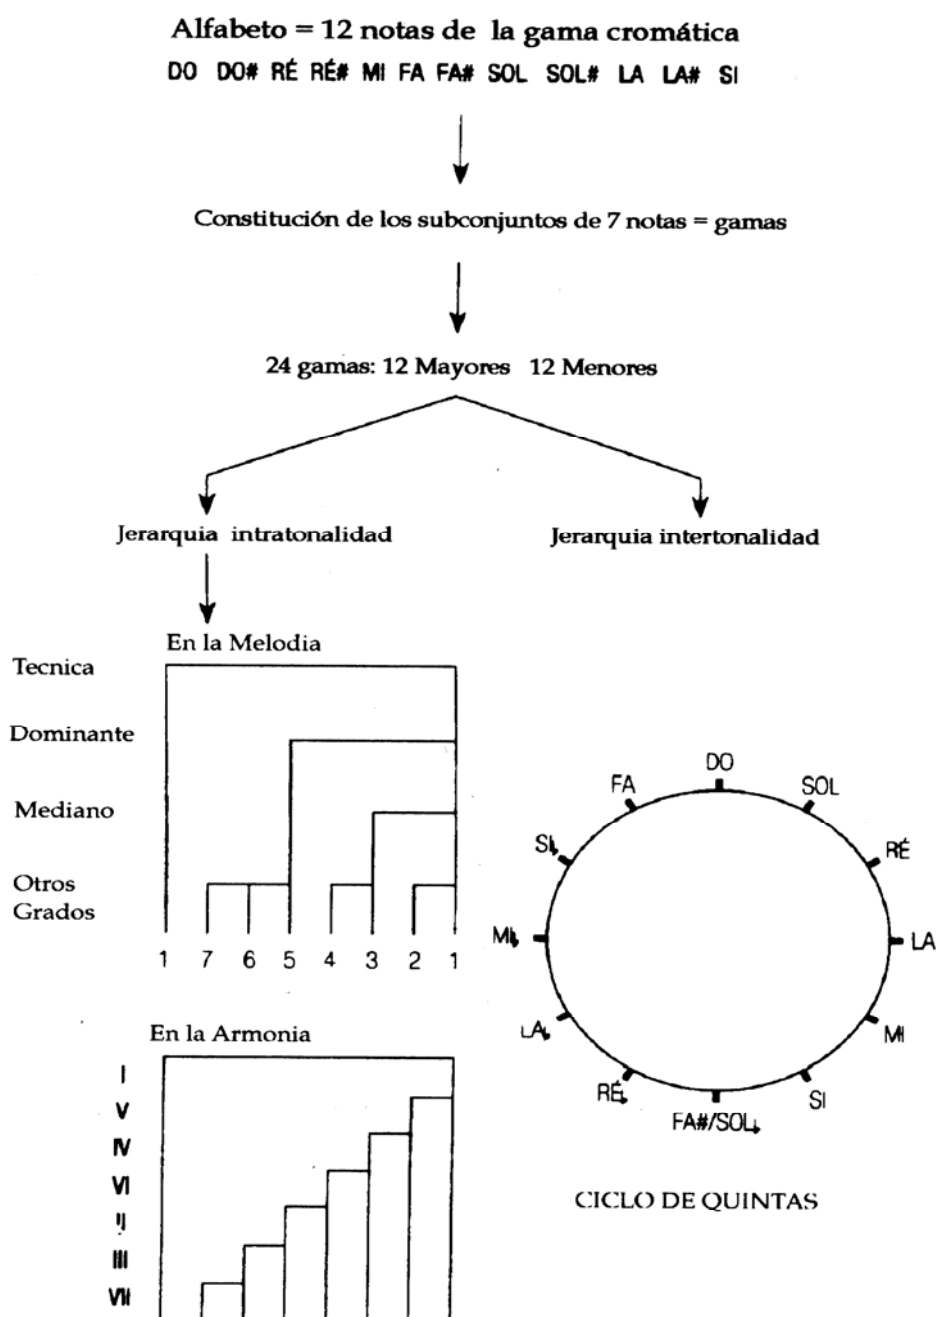 Alfabeto = 12 notas de la gama cromática
DO DO# RÉ RÉ# MI FA FA# SOL SOL# LA LA# SI
Constitución de los subconjuntos de 7 notas = gamas
24 gamas: 12 Mayores 12 Menores
Jerarquia intratonalidad
Jerarquia intertonalidad
En la Melodia
Tecnica
Dominante
Mediano
Otros
Grados
1 7 6 5 4 3 2 1
En la Armonia
I
V
IV
VI
II
III
VII
DO
SOL
RÉ
LA
MI
SI
FA#/SOL♭
RÉ♭
LA♭
MI♭
SI♭
FA
CICLO DE QUINTAS